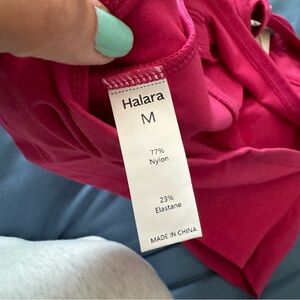 Halara
M
77%
Nylon
23%
Elastane
MADE IN CHINA